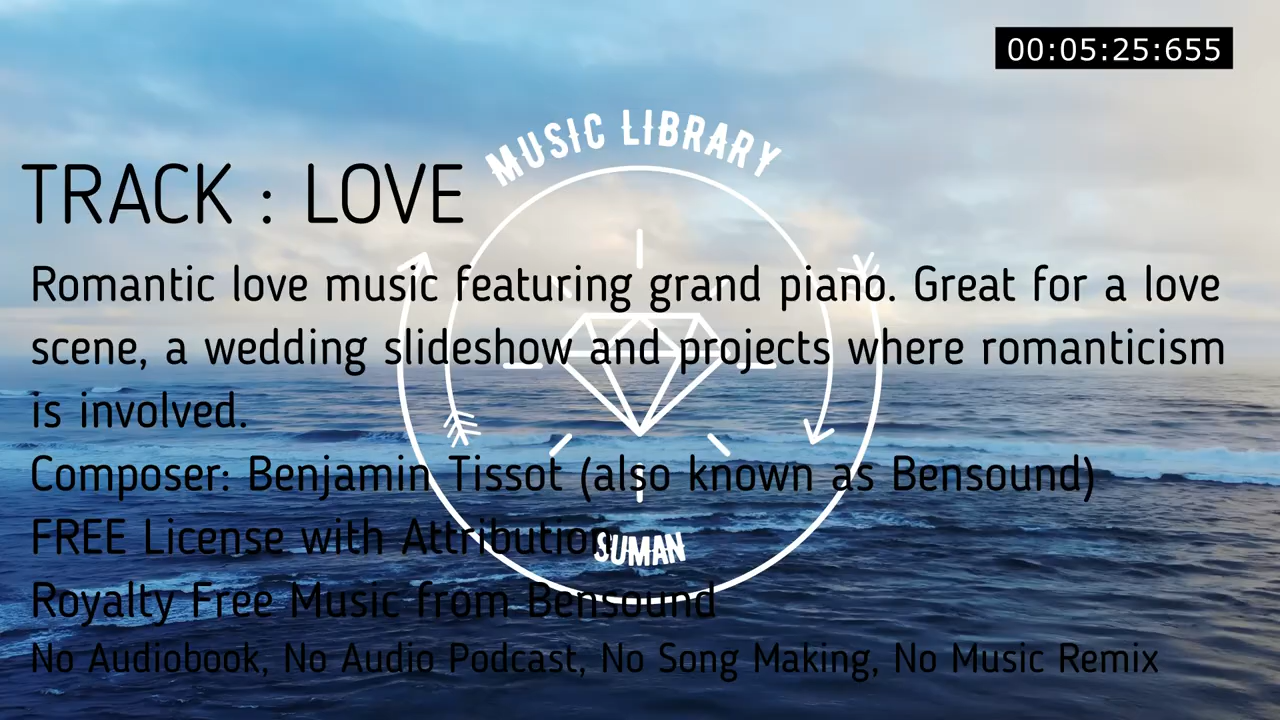 00:05:25:655
MUSIC LIBRARY
TRACK : LOVE
Romantic love music featuring grand piano. Great for a love
scene, a wedding slideshow and projects where romanticism
is involved.
Composer: Benjamin Tissot (also known as Bensound)
FREE License with Attribution
SUMAN
Royalty Free Music from Bensound
No Audiobook, No Audio Podcast, No Song Making, No Music Remix